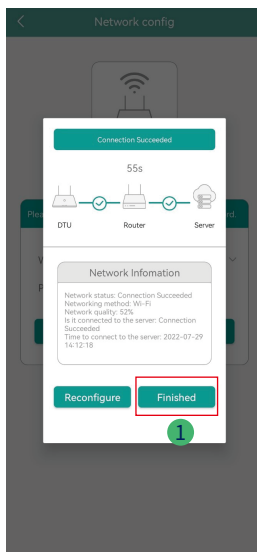 Network config
Connection Succeeded
55s
DTU Router Server
Plea
rd.
V
P
Network Infomation
Network status: Connection Succeeded
Networking method: Wi-Fi
Network quality: 52%
Is it connected to the server: Connection
Succeeded
Time to connect to the server: 2022-07-29
14:12:18
Reconfigure Finished
1